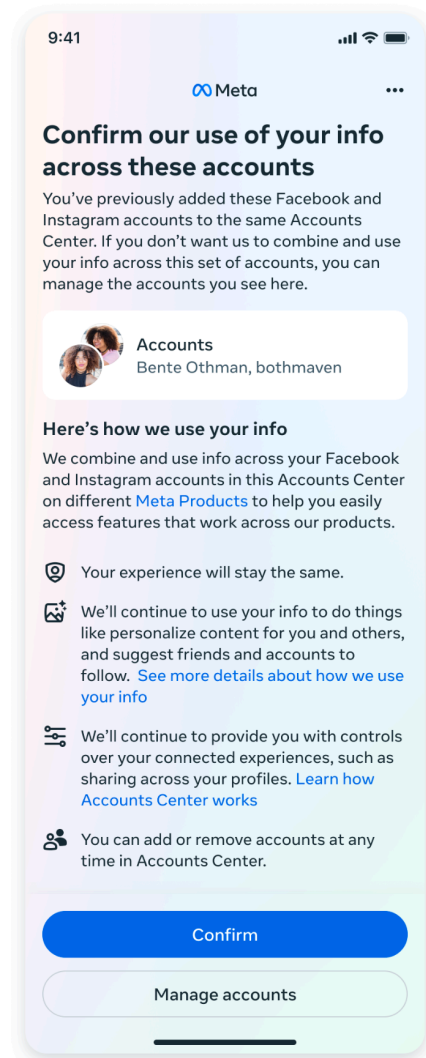 9:41
Meta
Confirm our use of your info
across these accounts
You've previously added these Facebook and
Instagram accounts to the same Accounts
Center. If you don't want us to combine and use
your info across this set of accounts, you can
manage the accounts you see here.
Accounts
Bente Othman, bothmaven
Here's how we use your info
We combine and use info across your Facebook
and Instagram accounts in this Accounts Center
on different Meta Products to help you easily
access features that work across our products.
Your experience will stay the same.
We'll continue to use your info to do things
like personalize content for you and others,
and suggest friends and accounts to
follow. See more details about how we use
your info
We'll continue to provide you with controls
over your connected experiences, such as
sharing across your profiles. Learn how
Accounts Center works
You can add or remove accounts at any
time in Accounts Center.
Confirm
Manage accounts